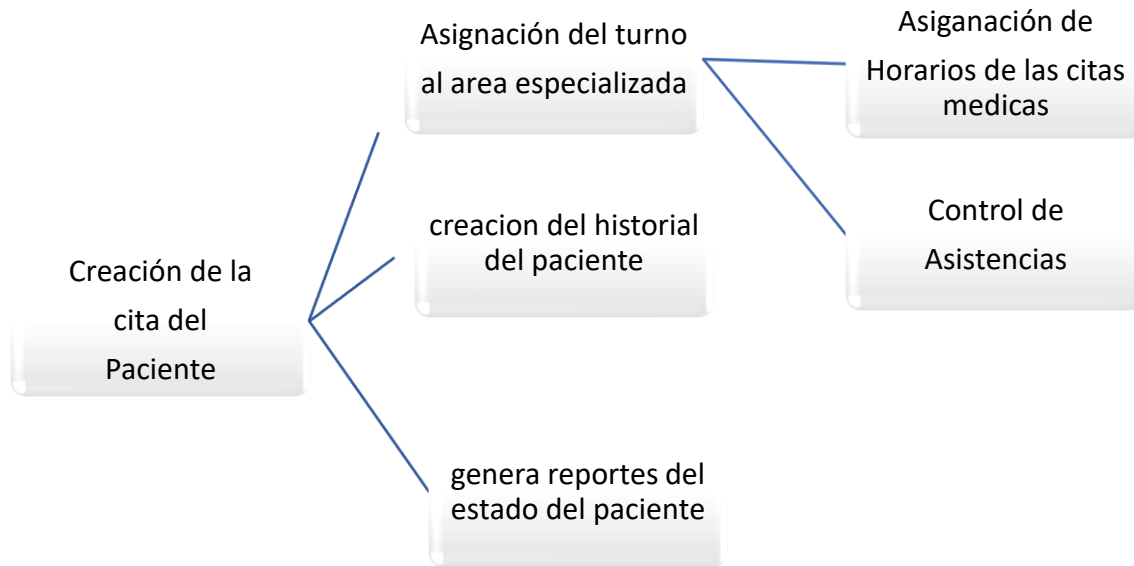 Creación de la
cita del
Paciente
Asignación del turno
al area especializada
creacion del historial
del paciente
genera reportes del
estado del paciente
Asiganación de
Horarios de las citas
medicas
Control de
Asistencias